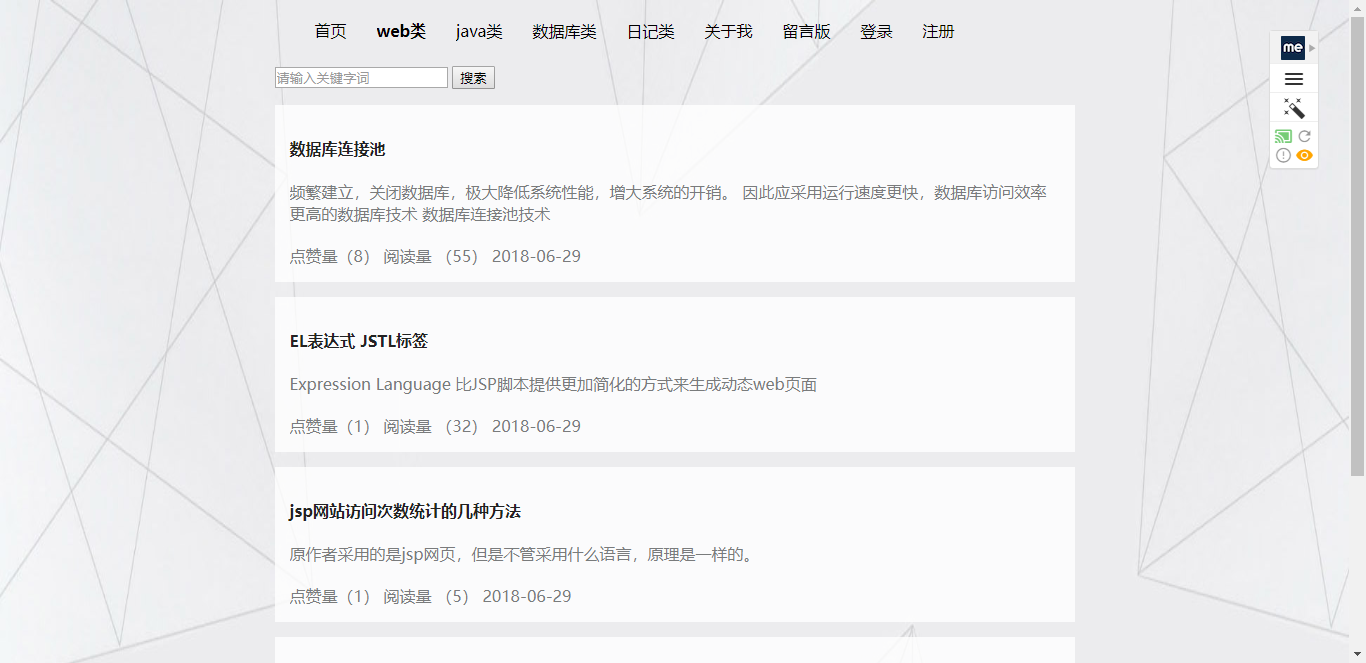 首页 web类 java类 数据库类 日记类 关于我 留言版 登录 注册
请输入关键字词 搜索
me
数据库连接池
频繁建立，关闭数据库，极大降低系统性能，增大系统的开销。 因此应采用运行速度更快，数据库访问效率
更高的数据库技术 数据库连接池技术
点赞量（8） 阅读量 （55） 2018-06-29
EL表达式 JSTL标签
Expression Language 比JSP脚本提供更加简化的方式来生成动态web页面
点赞量（1） 阅读量 （32） 2018-06-29
jsp网站访问次数统计的几种方法
原作者采用的是jsp网页，但是不管采用什么语言，原理是一样的。
点赞量（1） 阅读量 （5） 2018-06-29